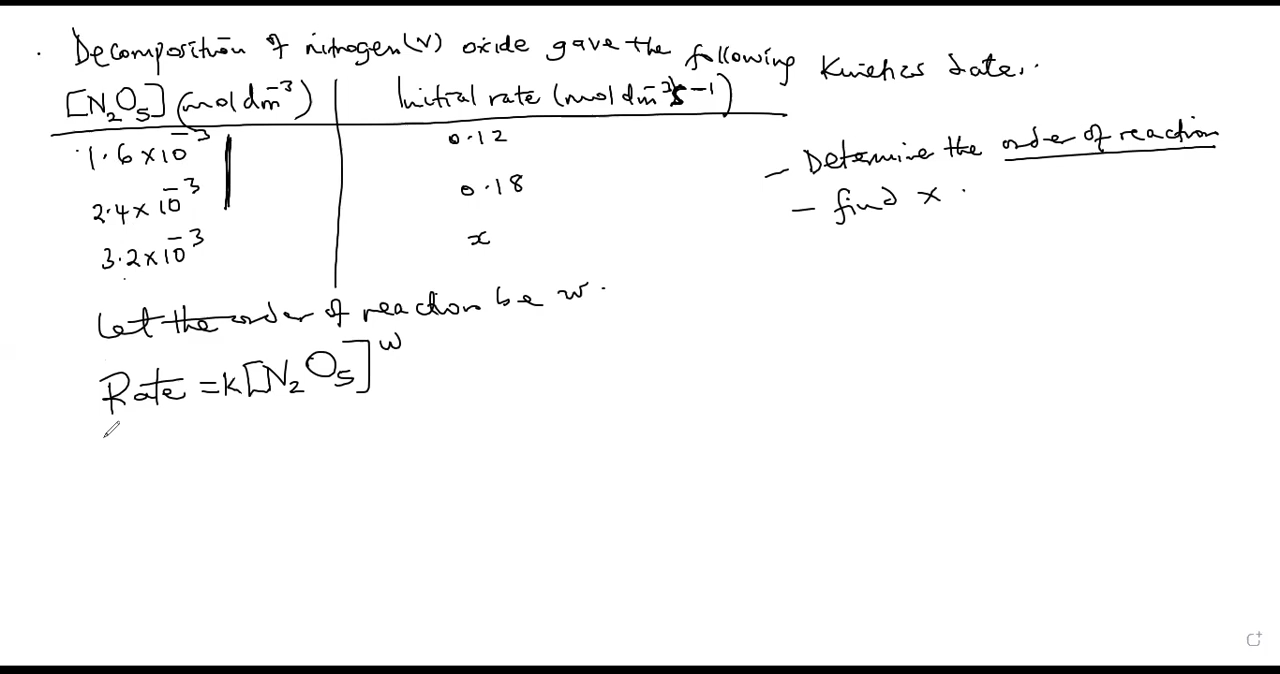 . Decomposition of nitrogen(V) oxide gave the following Kinetics data.
[N₂O₅](mol dm⁻³) Initial rate (mol dm⁻³s⁻¹)
1.6 x 10⁻³ 0.12
2.4 x 10⁻³ 0.18
3.2 x 10⁻³ x
- Determine the order of reaction
- find x.
Let the order of reaction be w.
Rate = K[N₂O₅]ʷ